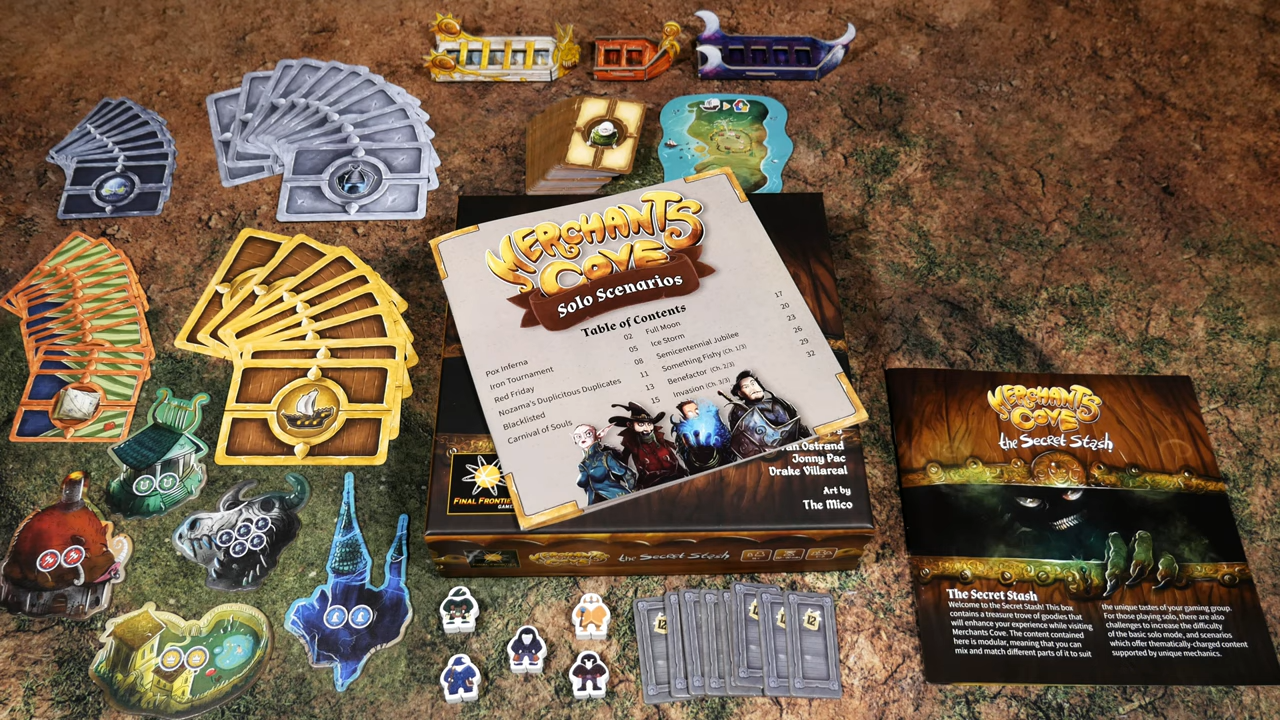 MERCHANTS
COVE
Solo Scenarios
Table of Contents
Pox Inferna 02
Iron Tournament 05
Red Friday 08
Nozama's Duplicitous Duplicates 11
Blacklisted 13
Carnival of Souls 15
Full Moon 17
Ice Storm 20
Semicentennial Jubilee 23
Something Fishy (Ch. 1/3) 26
Benefactor (Ch. 2/3) 29
Invasion (Ch. 3/3) 32
Ostrand
Jonny Pac
Drake Villareal
Art by
The Mico
FINAL FRONTIER
GAMES
MERCHANTS COVE the Secret Stash
12
12
12
MERCHANTS
COVE
the Secret Stash
The Secret Stash
Welcome to the Secret Stash! This box
contains a treasure trove of goodies that
will enhance your experience while visiting
Merchants Cove. The content contained
here is modular, meaning that you can
mix and match different parts of it to suit
the unique tastes of your gaming group.
For those playing solo, there are also
challenges to increase the difficulty
of the basic solo mode, and scenarios
which offer thematically-charged content
supported by unique mechanics.